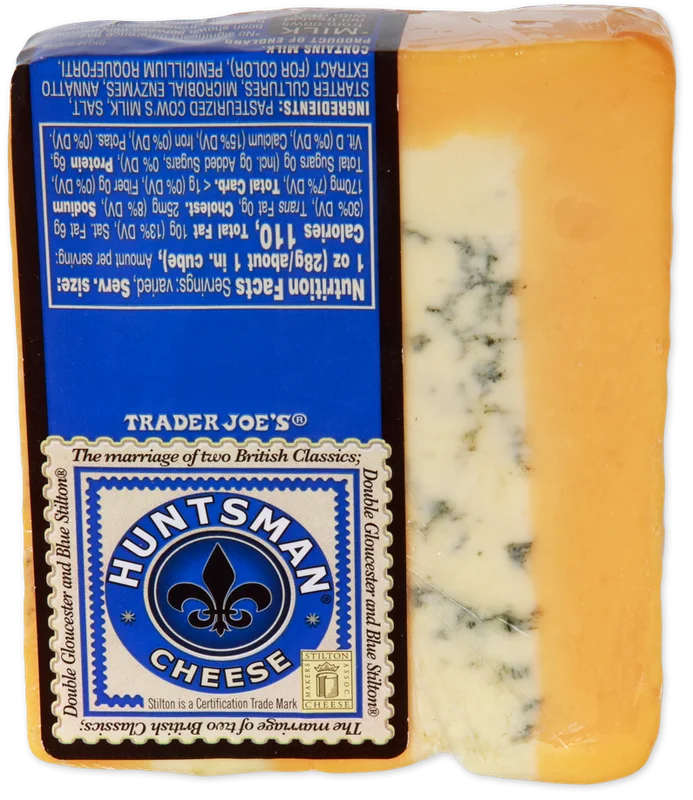 TRADER JOE'S®
The marriage of two British Classics;
Double Gloucester and Blue Stilton®
HUNTSMAN®
CHEESE
Double Gloucester and Blue Stilton®
STILTON
MAKERS
ASSOC
CHEESE
Stilton is a Certification Trade Mark
The marriage of two British Classics;
Nutrition Facts Servings: varied, Serv. size:
1 oz (28g/about 1 in. cube), Amount per serving:
Calories 110, Total Fat 10g (13% DV), Sat. Fat 6g
(30% DV), Trans Fat 0g, Cholest. 25mg (8% DV), Sodium
170mg (7% DV), Total Carb. < 1g (0% DV), Fiber 0g (0% DV),
Total Sugars 0g (Incl. 0g Added Sugars, 0% DV), Protein 6g
Vit. D (0% DV), Calcium (15% DV), Iron (0% DV), Potas. (0% DV).
INGREDIENTS: PASTEURIZED COW'S MILK, SALT,
STARTER CULTURES, MICROBIAL ENZYMES, ANNATTO
EXTRACT (FOR COLOR), PENICILLIUM ROQUEFORTI.
CONTAINS MILK.
PRODUCT OF ENGLAND
MILK